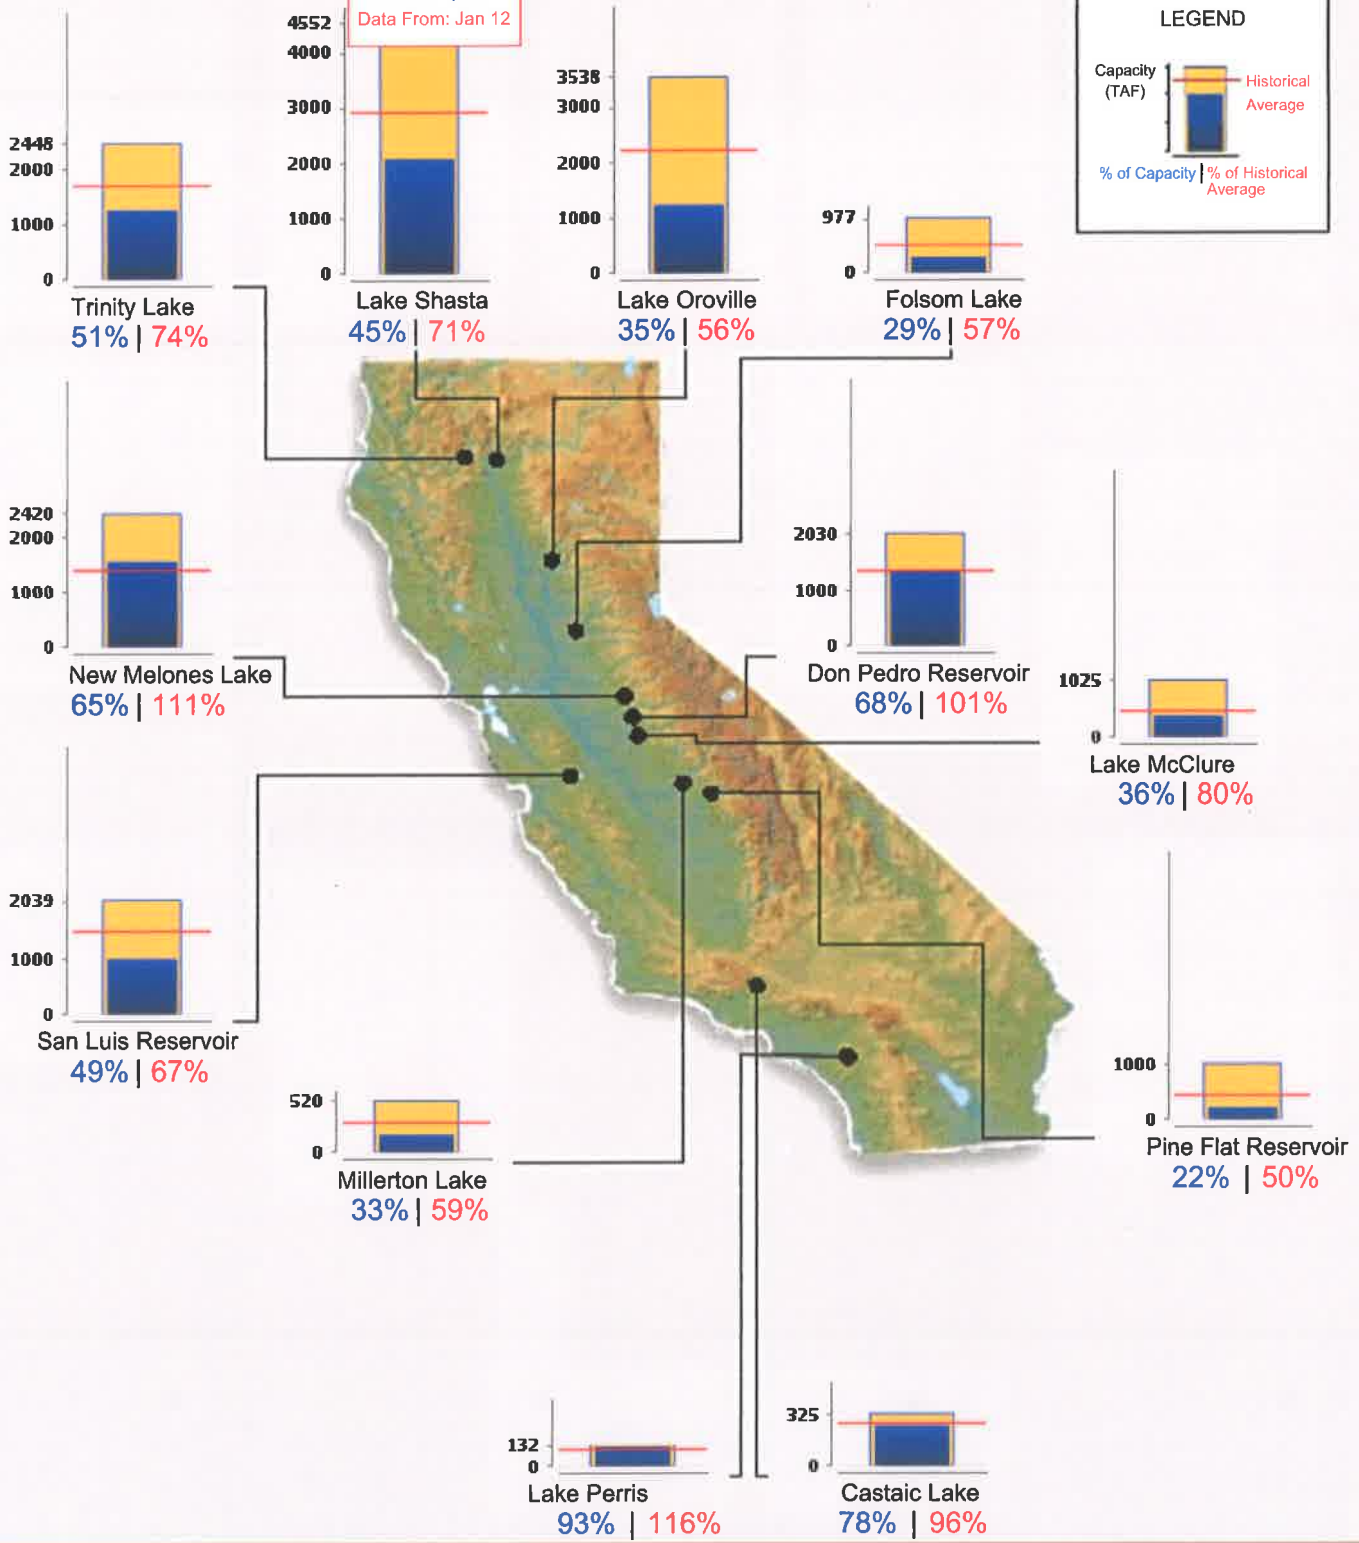 Data From: Jan 12
LEGEND
Capacity
(TAF)
Historical
Average
% of Capacity | % of Historical
Average
2448
2000
1000
0
Trinity Lake
51% | 74%
4552
4000
3000
2000
1000
0
Lake Shasta
45% | 71%
3538
3000
2000
1000
0
Lake Oroville
35% | 56%
977
0
Folsom Lake
29% | 57%
2420
2000
1000
0
New Melones Lake
65% | 111%
2030
1000
0
Don Pedro Reservoir
68% | 101%
1025
0
Lake McClure
36% | 80%
2039
1000
0
San Luis Reservoir
49% | 67%
520
0
Millerton Lake
33% | 59%
1000
0
Pine Flat Reservoir
22% | 50%
132
0
Lake Perris
93% | 116%
325
0
Castaic Lake
78% | 96%